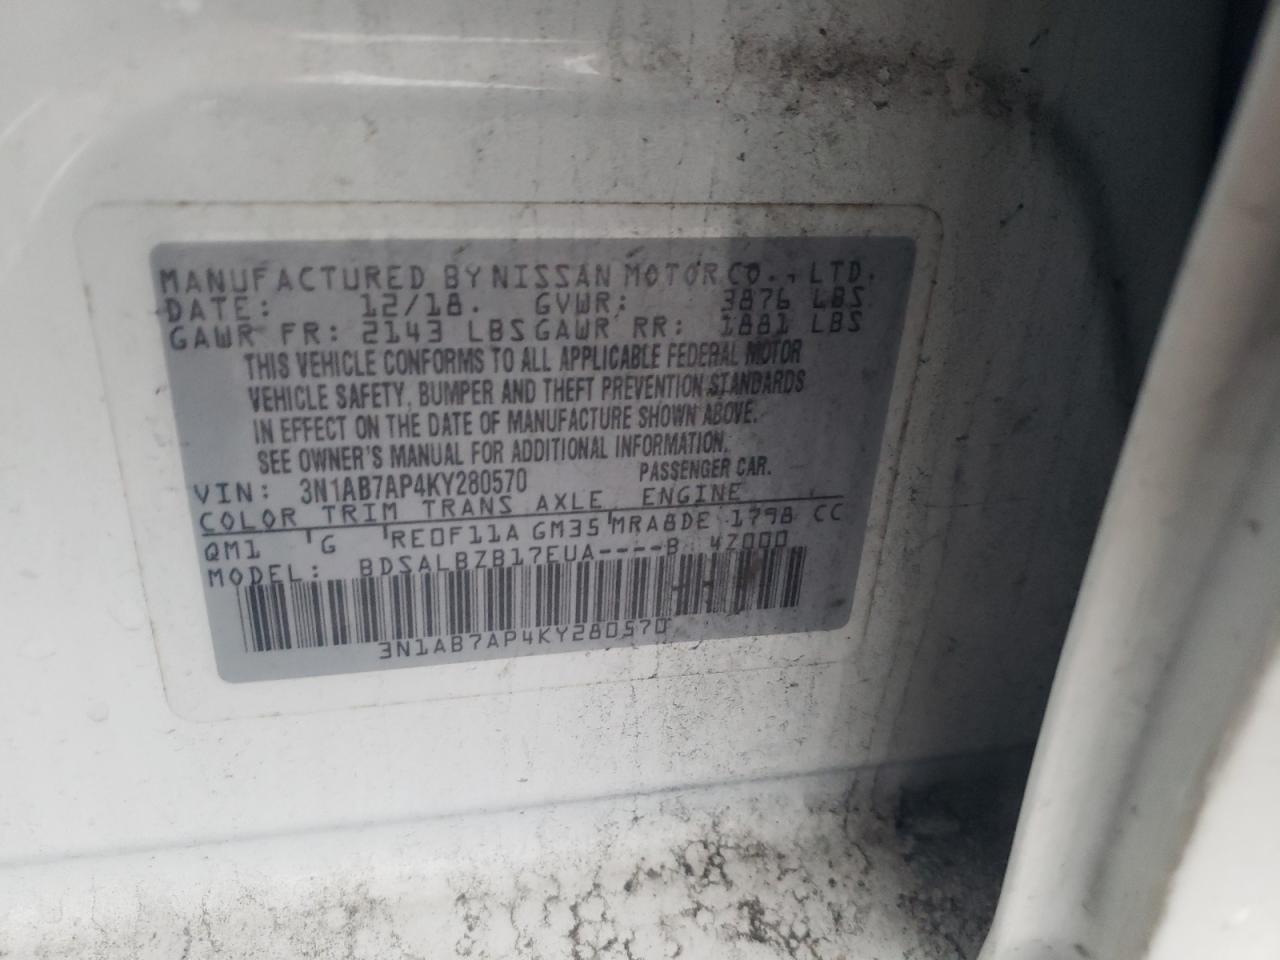 MANUFACTURED BY NISSAN MOTOR CO., LTD.
DATE: 12/18. GVWR: 3876 LBS
GAWR FR: 2143 LBS GAWR RR: 1881 LBS
THIS VEHICLE CONFORMS TO ALL APPLICABLE FEDERAL MOTOR
VEHICLE SAFETY, BUMPER AND THEFT PREVENTION STANDARDS
IN EFFECT ON THE DATE OF MANUFACTURE SHOWN ABOVE.
SEE OWNER'S MANUAL FOR ADDITIONAL INFORMATION.
VIN: 3N1AB7AP4KY280570 PASSENGER CAR.
COLOR TRIM TRANS AXLE ENGINE
QM1 G RE0F11A GM35 MRA8DE 1798 CC
MODEL: BDSALBZB17EUA----B 47000
3N1AB7AP4KY280570